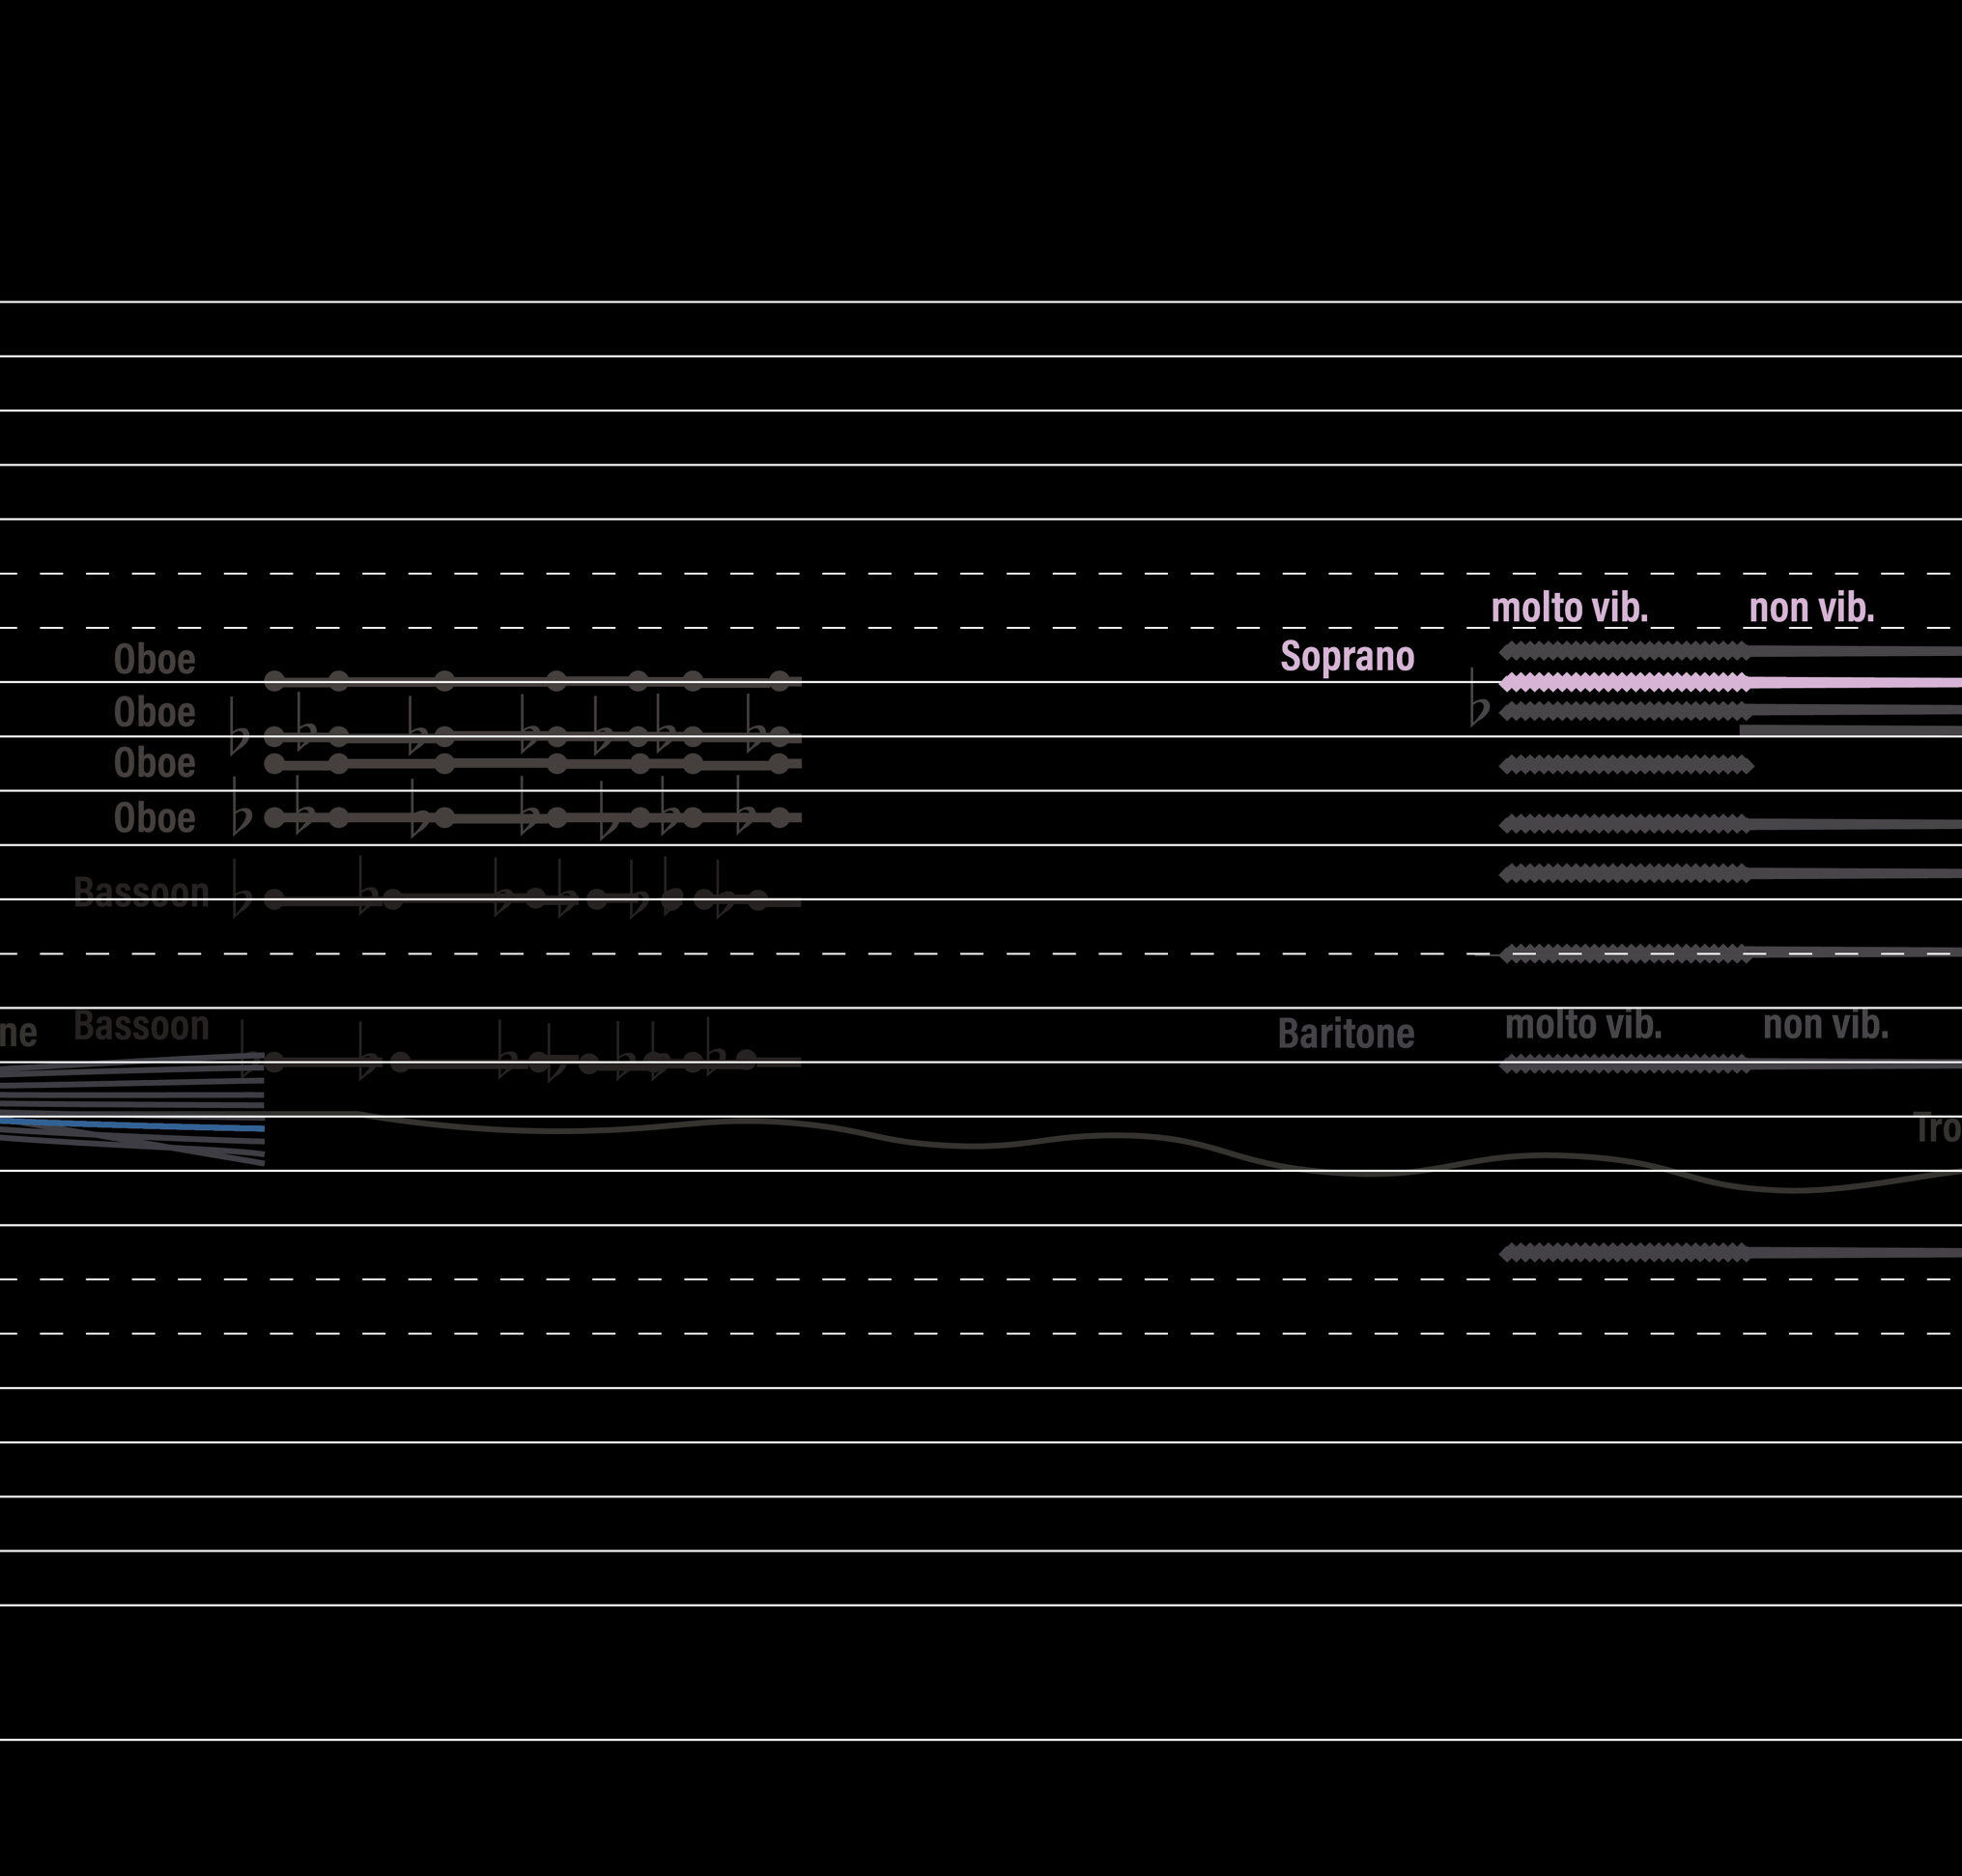 molto vib. non vib.
Oboe
Soprano
Oboe
Oboe
Oboe
Bassoon
ne
Bassoon
Baritone
molto vib. non vib.
Tro